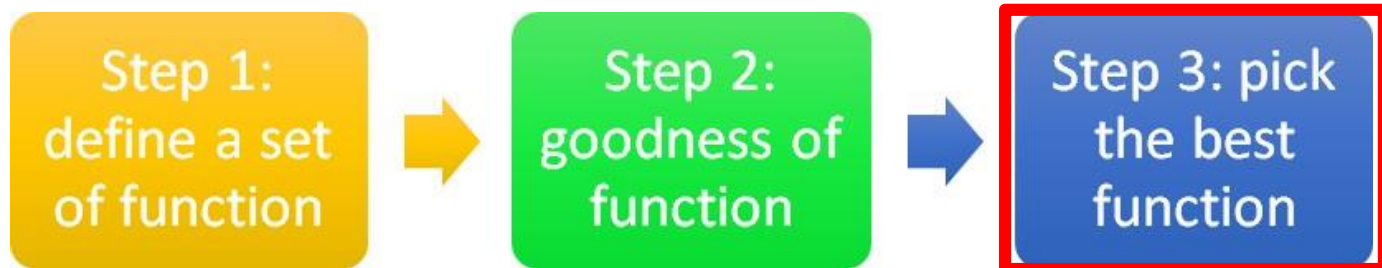 Step 1:
define a set
of function
Step 2:
goodness of
function
Step 3: pick
the best
function